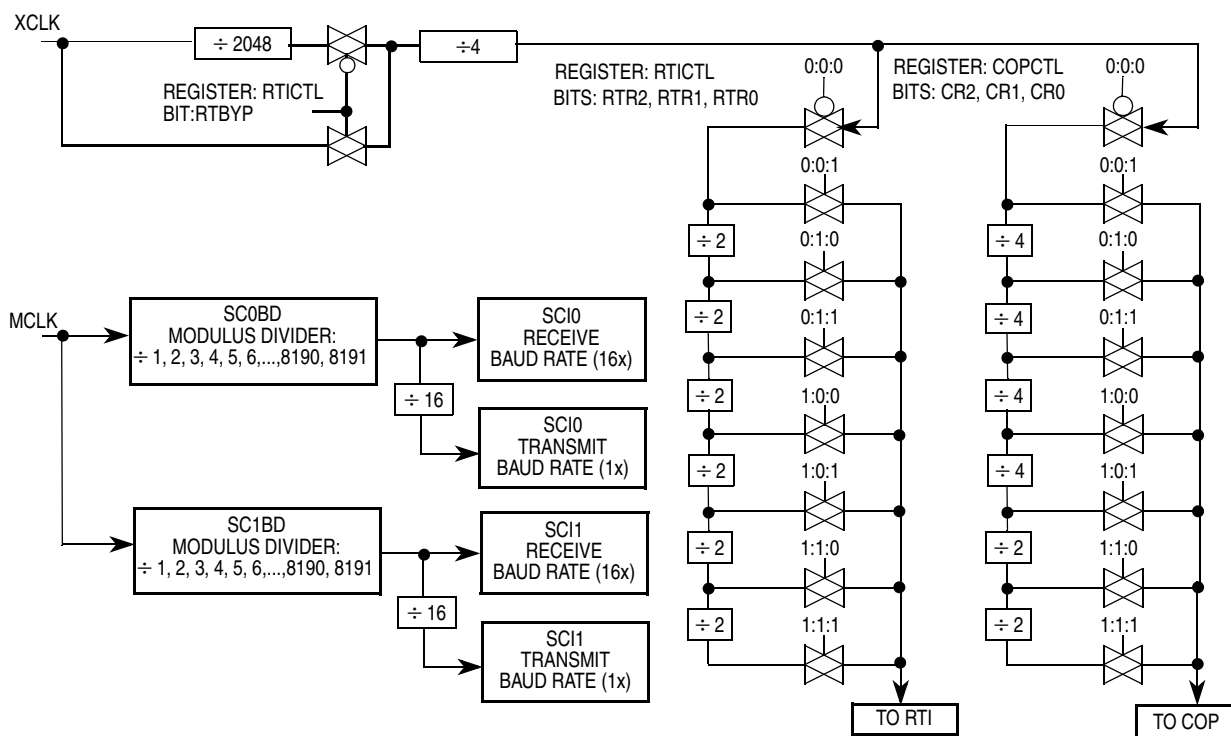 XCLK
÷ 2048
÷4
REGISTER: RTICTL
BIT:RTBYP
REGISTER: RTICTL
BITS: RTR2, RTR1, RTR0
0:0:0
REGISTER: COPCTL
BITS: CR2, CR1, CR0
0:0:0
0:0:1
0:0:1
÷ 2
0:1:0
÷ 4
0:1:0
÷ 2
0:1:1
÷ 4
0:1:1
÷ 2
1:0:0
÷ 4
1:0:0
÷ 2
1:0:1
÷ 4
1:0:1
÷ 2
1:1:0
÷ 2
1:1:0
÷ 2
1:1:1
÷ 2
1:1:1
TO RTI
TO COP
MCLK
SC0BD
MODULUS DIVIDER:
÷ 1, 2, 3, 4, 5, 6,...,8190, 8191
SCI0
RECEIVE
BAUD RATE (16x)
÷ 16
SCI0
TRANSMIT
BAUD RATE (1x)
SC1BD
MODULUS DIVIDER:
÷ 1, 2, 3, 4, 5, 6,...,8190, 8191
SCI1
RECEIVE
BAUD RATE (16x)
÷ 16
SCI1
TRANSMIT
BAUD RATE (1x)